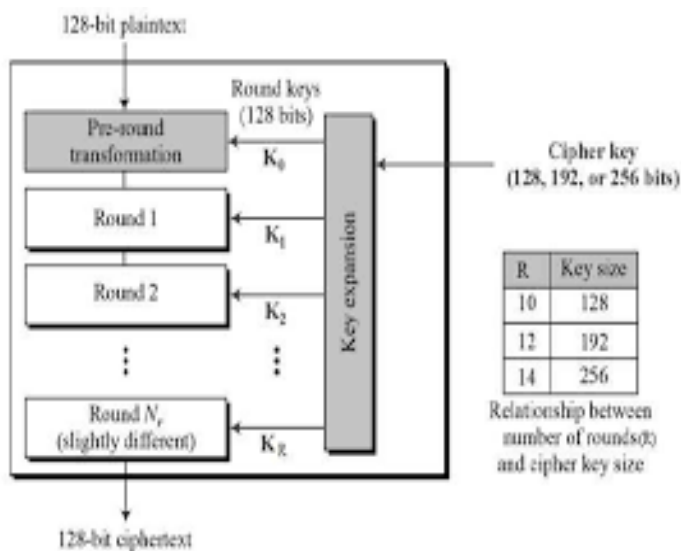 128-bit plaintext
Round keys
(128 bits)
Pre-round
transformation
K₀
Cipher key
(128, 192, or 256 bits)
Round 1
K₁
Round 2
K₂
Key expansion
R Key size
10 128
12 192
14 256
Round Nᵣ
(slightly different)
K_R
Relationship between
number of rounds(R)
and cipher key size
128-bit ciphertext